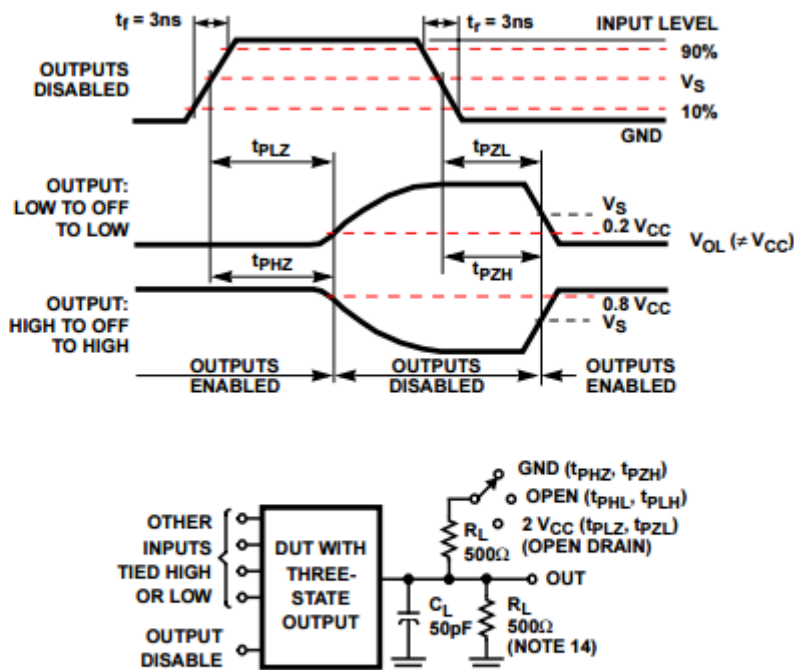 tf = 3ns
tr = 3ns
INPUT LEVEL
90%
OUTPUTS
DISABLED
VS
10%
GND
tPLZ
tPZL
OUTPUT:
LOW TO OFF
TO LOW
VS
0.2 VCC
VOL (≠ VCC)
tPHZ
tPZH
OUTPUT:
HIGH TO OFF
TO HIGH
0.8 VCC
VS
OUTPUTS
ENABLED
OUTPUTS
DISABLED
OUTPUTS
ENABLED
GND (tPHZ, tPZH)
OPEN (tPHL, tPLH)
2 VCC (tPLZ, tPZL)
(OPEN DRAIN)
RL
500Ω
OTHER
INPUTS
TIED HIGH
OR LOW
OUTPUT
DISABLE
DUT WITH
THREE-
STATE
OUTPUT
OUT
CL
50pF
RL
500Ω
(NOTE 14)